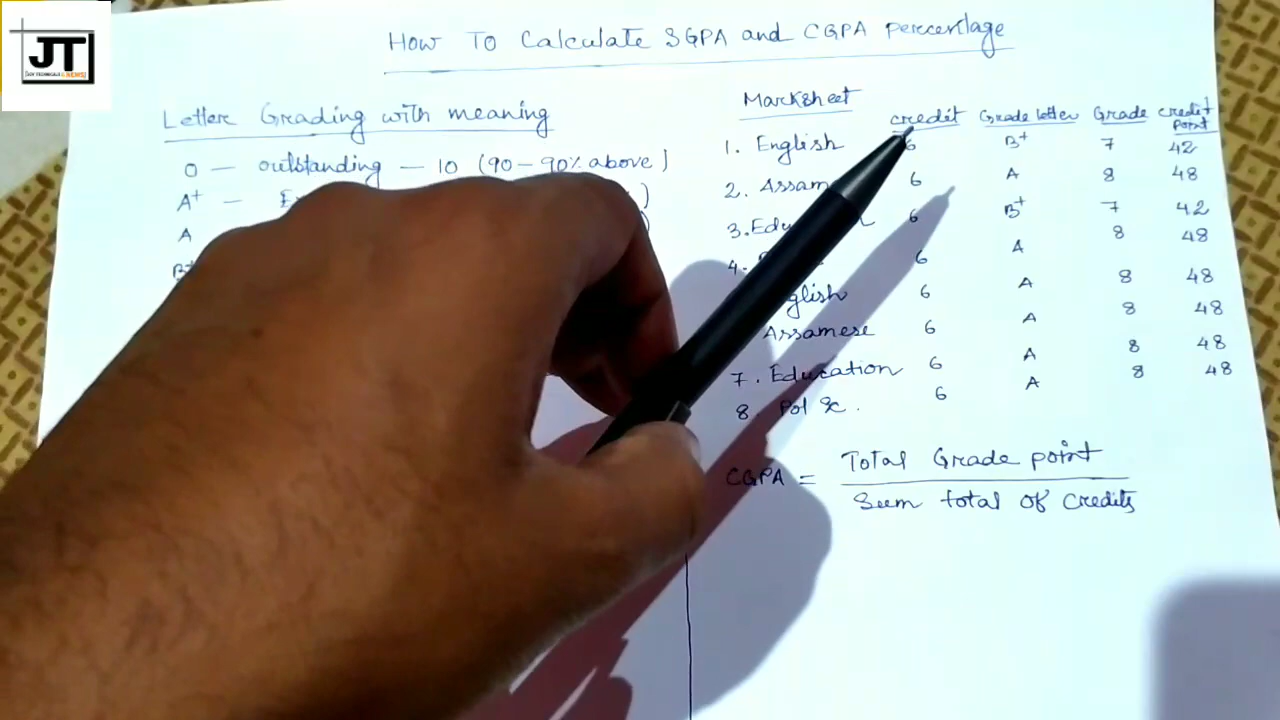 JT
How To Calculate SGPA and CGPA percentage
Letter Grading with meaning
O — outstanding — 10 (90 – 90% above)
A+ —
A
B+
Marksheet credit Grade letter Grade credit point
1. English 6 B+ 7 42
2. Assam 6 A 8 48
3. Edu 6 B+ 7 42
4. 6 A 8 48
glish 6 A 8 48
Assamese 6 A 8 48
7. Education 6 A 8 48
8. Pol Sc. 6 A 8 48
CGPA = Total Grade point
Sum total of Credits